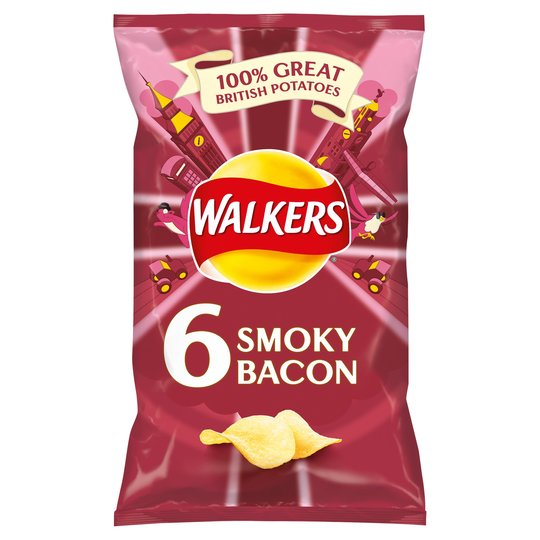 100% GREAT
BRITISH POTATOES
WALKERS
®
6 SMOKY
BACON